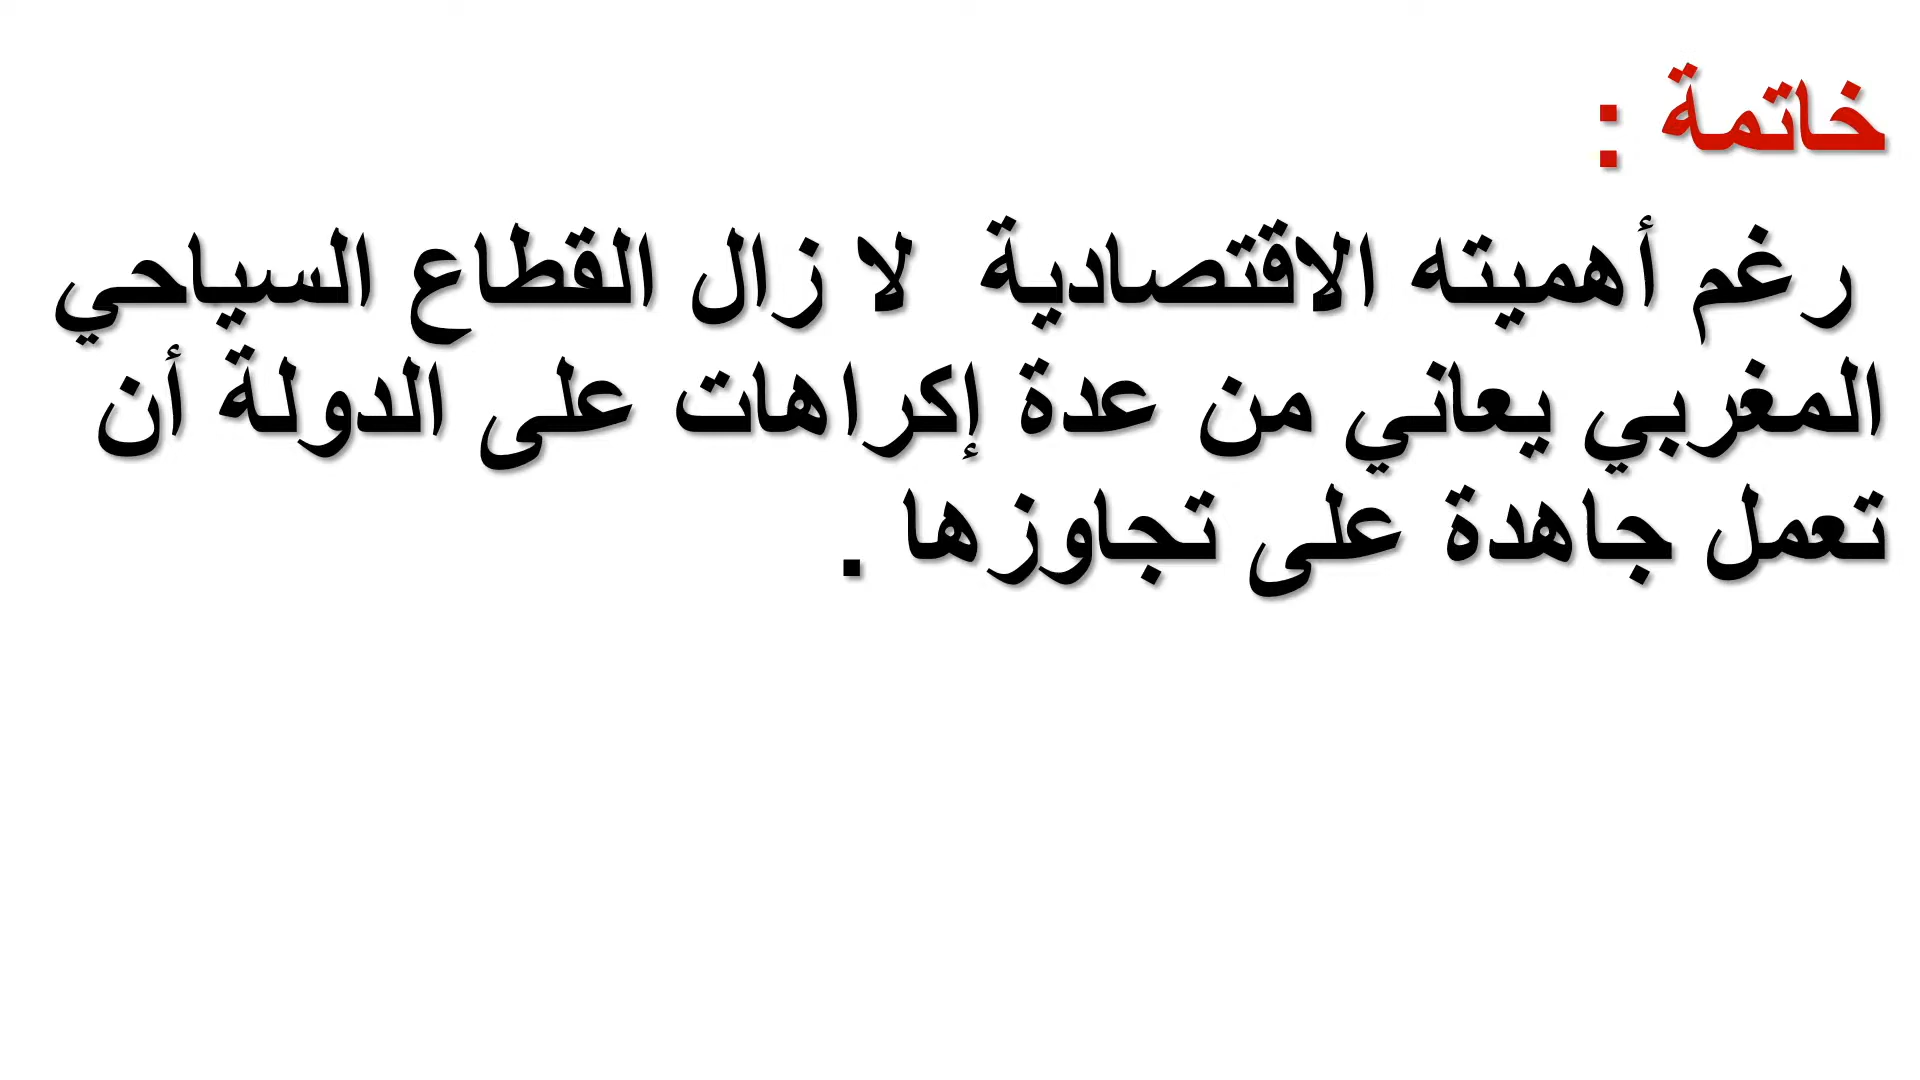 خاتمة :
رغم أهميته الاقتصادية لا زال القطاع السياحي
المغربي يعاني من عدة إكراهات على الدولة أن
تعمل جاهدة على تجاوزها .